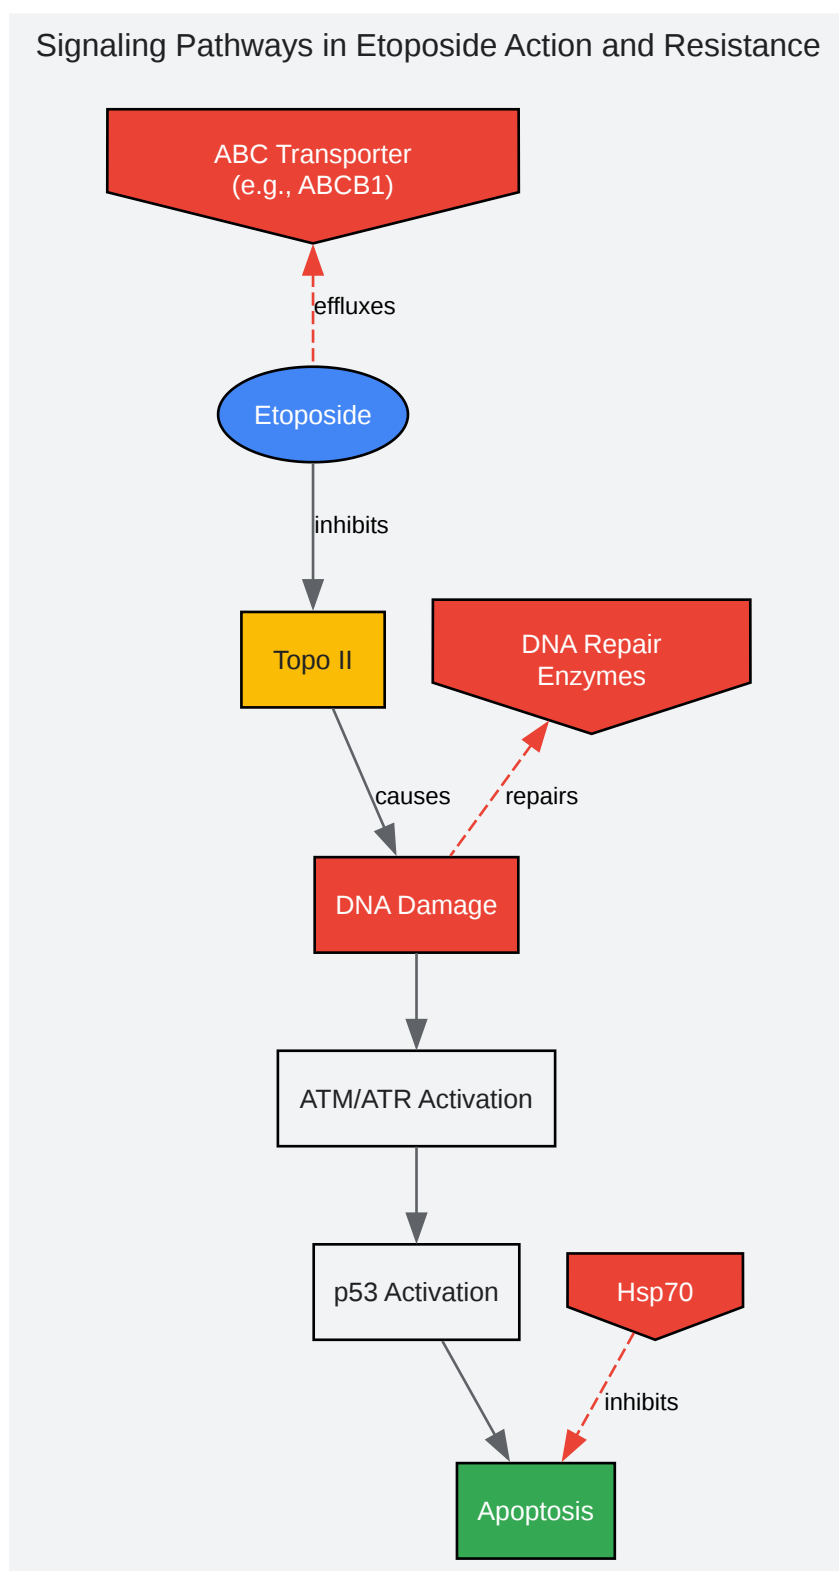 Signaling Pathways in Etoposide Action and Resistance
ABC Transporter
(e.g., ABCB1)
effluxes
Etoposide
inhibits
Topo II
DNA Repair
Enzymes
causes
repairs
DNA Damage
ATM/ATR Activation
p53 Activation
Hsp70
inhibits
Apoptosis